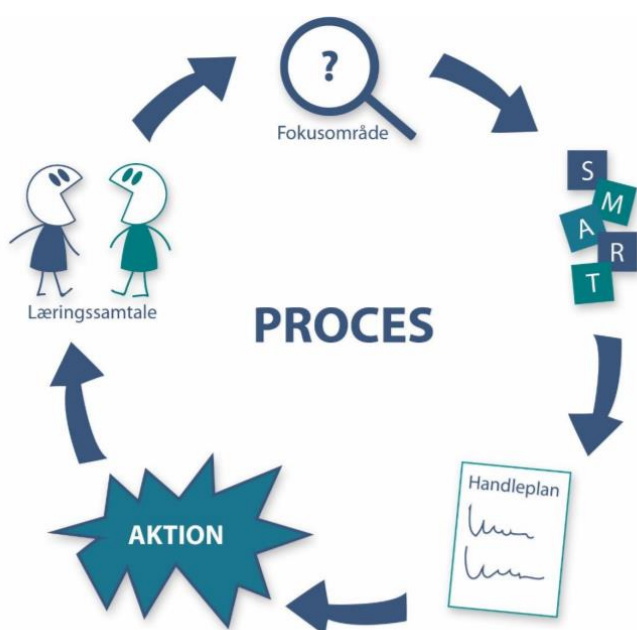 ?
Fokusområde
S
M
A
R
T
Læringssamtale
PROCES
Handleplan
AKTION